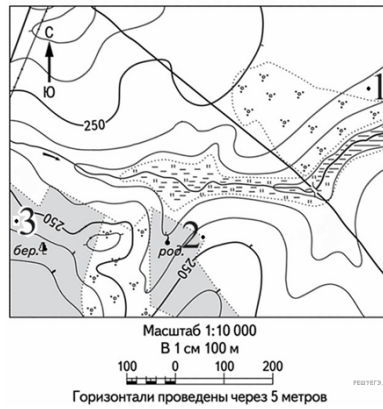 С
1
Ю
250
3
250
бер.
род.
2
250
Масштаб 1:10 000
В 1 см 100 м
100 0 100 200
Горизонтали проведены через 5 метров
РЕШУЕГЭ.